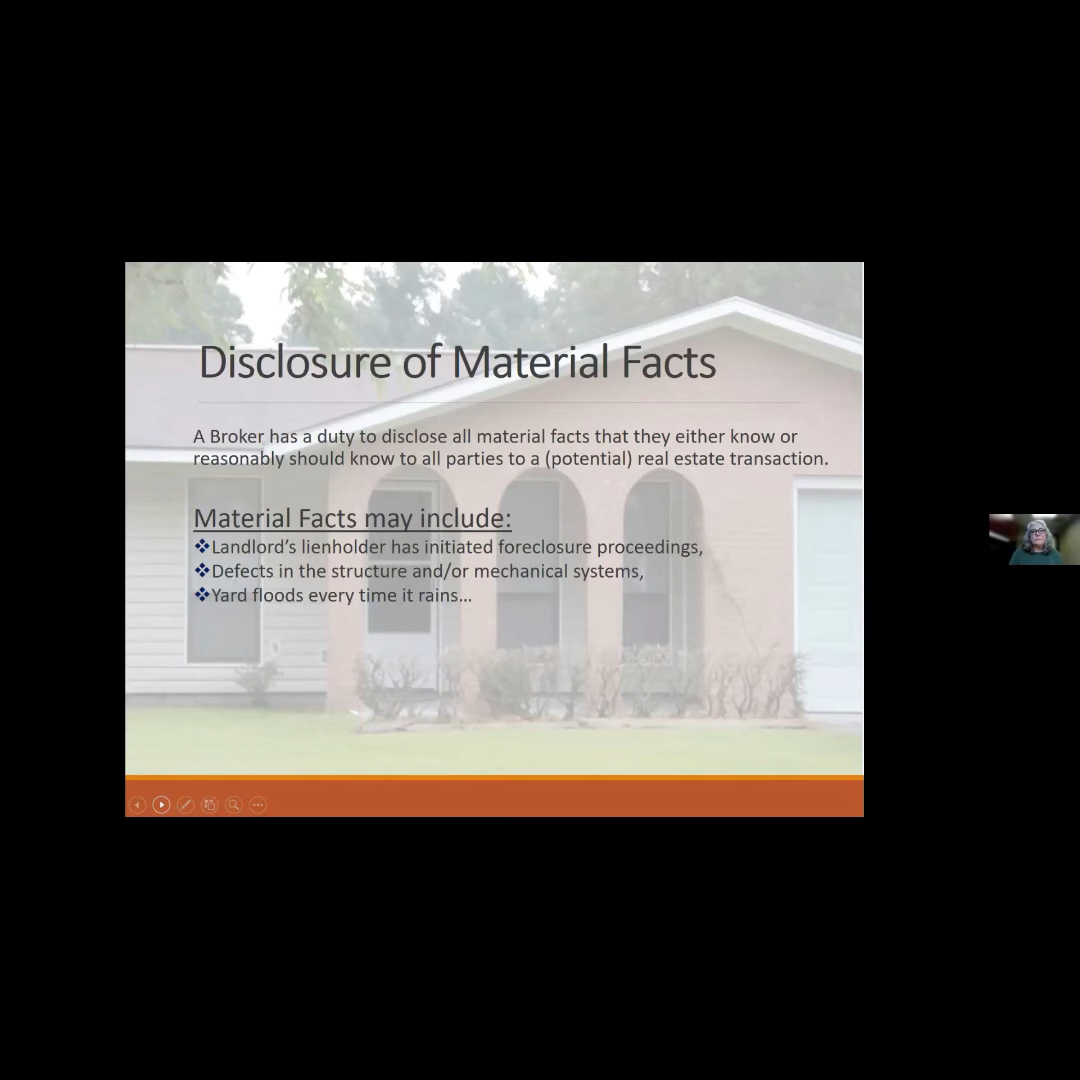 Disclosure of Material Facts
A Broker has a duty to disclose all material facts that they either know or
reasonably should know to all parties to a (potential) real estate transaction.
Material Facts may include:
❖Landlord’s lienholder has initiated foreclosure proceedings,
❖Defects in the structure and/or mechanical systems,
❖Yard floods every time it rains…